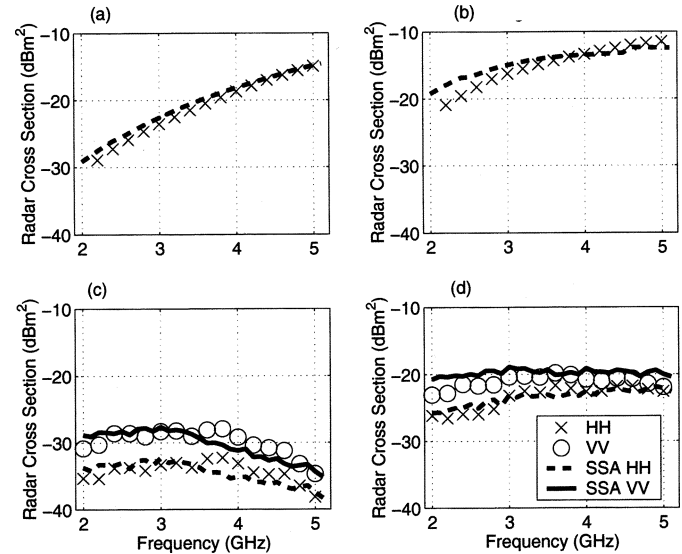 (a)
Radar Cross Section (dBm²)
−10
−20
−30
−40
2
3
4
5
(b)
Radar Cross Section (dBm²)
−10
−20
−30
−40
2
3
4
5
(c)
Radar Cross Section (dBm²)
−10
−20
−30
−40
2
3
4
5
Frequency (GHz)
(d)
Radar Cross Section (dBm²)
−10
−20
−30
−40
2
3
4
5
Frequency (GHz)
HH
VV
SSA HH
SSA VV